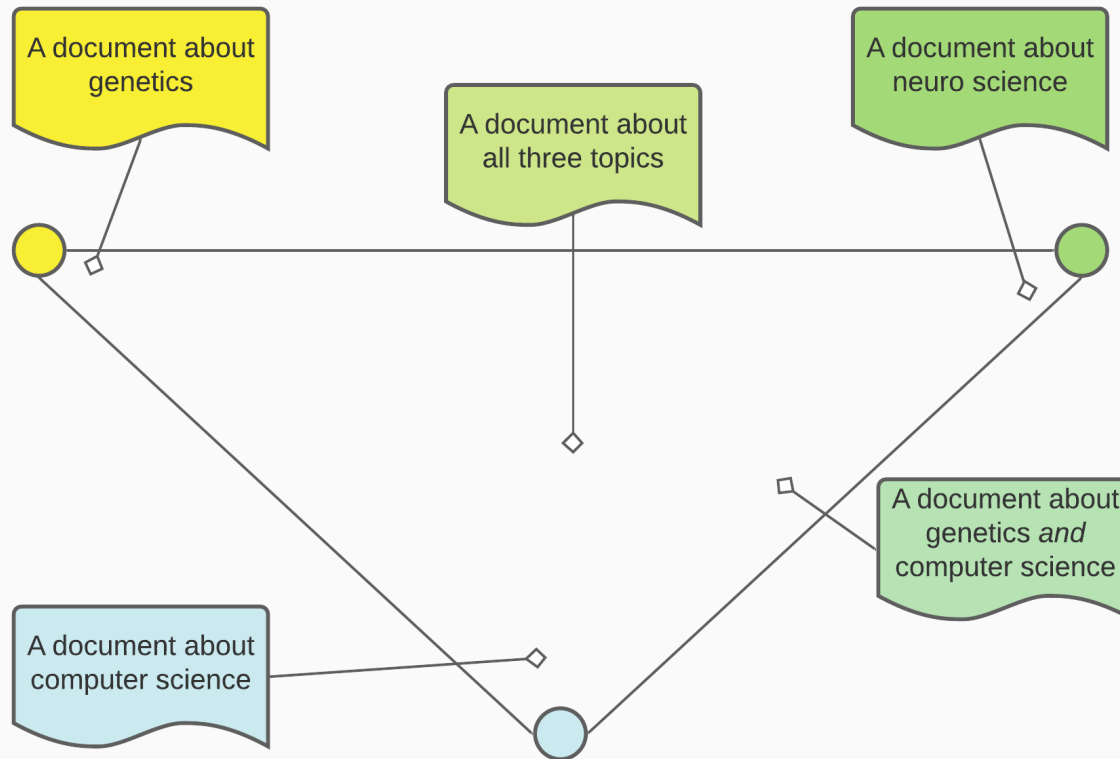 A document about
genetics
A document about
all three topics
A document about
neuro science
A document about
genetics and
computer science
A document about
computer science